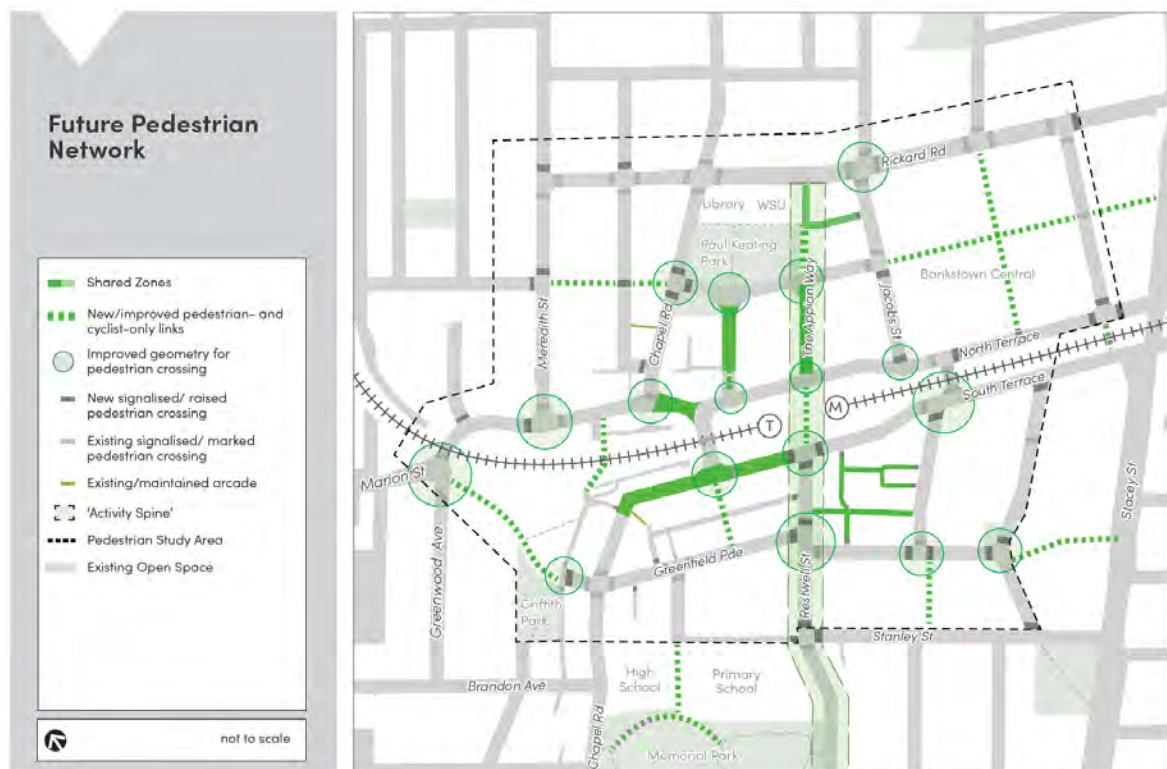 Future Pedestrian
Network
Shared Zones
New/improved pedestrian- and
cyclist-only links
Improved geometry for
pedestrian crossing
New signalised/ raised
pedestrian crossing
Existing signalised/ marked
pedestrian crossing
Existing/maintained arcade
'Activity Spine'
Pedestrian Study Area
Existing Open Space
not to scale
Rickard Rd
Library WSU
Paul Keating
Park
The Appian Way
Bankstown Central
Meredith St
Chapel Rd
Jacobs St
North Terrace
South Terrace
T
M
Marion St
Stacey St
Greenwood Ave
Greenfield Pde
Restwell St
Griffith
Park
Stanley St
High
School
Primary
School
Brandon Ave
Chapel Rd
Memorial Park